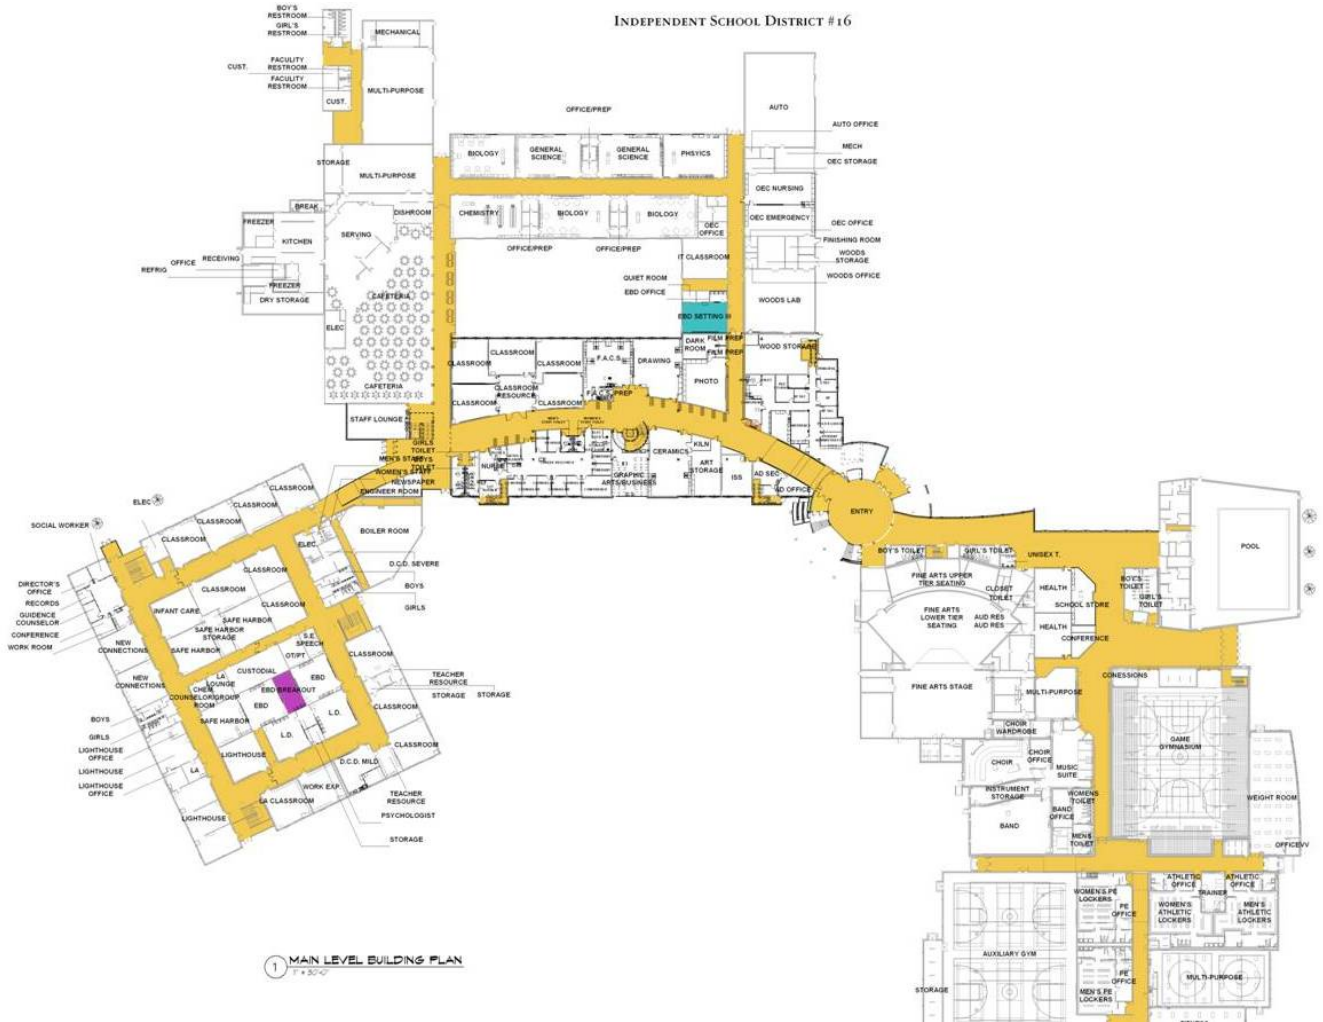 INDEPENDENT SCHOOL DISTRICT #16
BOY'S
RESTROOM
GIRL'S
RESTROOM
MECHANICAL
CUST.
FACULITY
RESTROOM
FACULITY
RESTROOM
CUST.
MULTI-PURPOSE
AUTO
OFFICE/PREP
AUTO OFFICE
MECH
OEC STORAGE
STORAGE
MULTI-PURPOSE
BIOLOGY
GENERAL
SCIENCE
GENERAL
SCIENCE
PHSYICS
OEC NURSING
BREAK
DISHROOM
CHEMISTRY
BIOLOGY
BIOLOGY
OEC
OFFICE
OEC EMERGENCY
OEC OFFICE
FREEZER
KITCHEN
SERVING
OFFICE/PREP
OFFICE/PREP
FINISHING ROOM
WOODS
STORAGE
WOODS OFFICE
OFFICE
RECEIVING
REFRIG
FREEZER
DRY STORAGE
IT CLASSROOM
QUIET ROOM
EBD OFFICE
CAFETERIA
WOODS LAB
EBD SETTING III
ELEC
DARK
ROOM
FILM PREP
FILM PREP
WOOD STORAGE
CLASSROOM
CLASSROOM
CLASSROOM
F.A.C.S.
DRAWING
CAFETERIA
CLASSROOM
CLASSROOM
RESOURCE
CLASSROOM
F.A.C.S PREP
PHOTO
STAFF LOUNGE
GIRLS
TOILET
BOYS
TOILET
MEN'S STAFF
WOMEN'S STAFF
NEWSPAPER
ENGINEER ROOM
NURSE
GRAPHIC
ARTS/BUSINESS
CERAMICS
KILN
ART
STORAGE
ISS
AD SEC
AD OFFICE
ENTRY
CLASSROOM
CLASSROOM
CLASSROOM
CLASSROOM
ELEC
SOCIAL WORKER
BOILER ROOM
ELEC.
D.C.D. SEVERE
BOYS
GIRLS
POOL
BOY'S TOILET
GIRL'S TOILET
UNISEX T.
DIRECTOR'S
OFFICE
RECORDS
GUIDENCE
COUNSELOR
CONFERENCE
WORK ROOM
CLASSROOM
CLASSROOM
CLASSROOM
INFANT CARE
SAFE HARBOR
SAFE HARBOR
STORAGE
SAFE HARBOR
FINE ARTS UPPER
TIER SEATING
CLOSET
TOILET
HEALTH
BOY'S
TOILET
GIRL'S
TOILET
SCHOOL STORE
FINE ARTS
LOWER TIER
SEATING
AUD RES
AUD RES
HEALTH
CONFERENCE
NEW
CONNECTIONS
NEW
CONNECTIONS
S.E
SPEECH
OT/PT
CLASSROOM
CUSTODIAL
LA
LOUNGE
CHEM
COUNSELOR/GROUP
ROOM
EBD BREAKOUT
EBD
EBD
TEACHER
RESOURCE
STORAGE
STORAGE
CLASSROOM
CLASSROOM
L.D.
L.D.
SAFE HARBOR
LIGHTHOUSE
BOYS
GIRLS
LIGHTHOUSE
OFFICE
LIGHTHOUSE
LIGHTHOUSE
OFFICE
LA
D.C.D. MILD
WORK EXP
LA CLASSROOM
LIGHTHOUSE
TEACHER
RESOURCE
PSYCHOLOGIST
STORAGE
FINE ARTS STAGE
MULTI-PURPOSE
CONESSIONS
CHOIR
WARDROBE
GAME
GYMNASIUM
CHOIR
CHOIR
OFFICE
MUSIC
SUITE
INSTRUMENT
STORAGE
WOMENS
TOILET
BAND
BAND
OFFICE
MEN'S
TOILET
WEIGHT ROOM
OFFICEVV
ATHLETIC
OFFICE
ATHLETIC
OFFICE
TRAINER
WOMEN'S PE
LOCKERS
PE
OFFICE
WOMEN'S
ATHLETIC
LOCKERS
MEN'S
ATHLETIC
LOCKERS
AUXILIARY GYM
PE
OFFICE
MULTI-PURPOSE
STORAGE
MEN'S PE
LOCKERS
1
MAIN LEVEL BUILDING PLAN